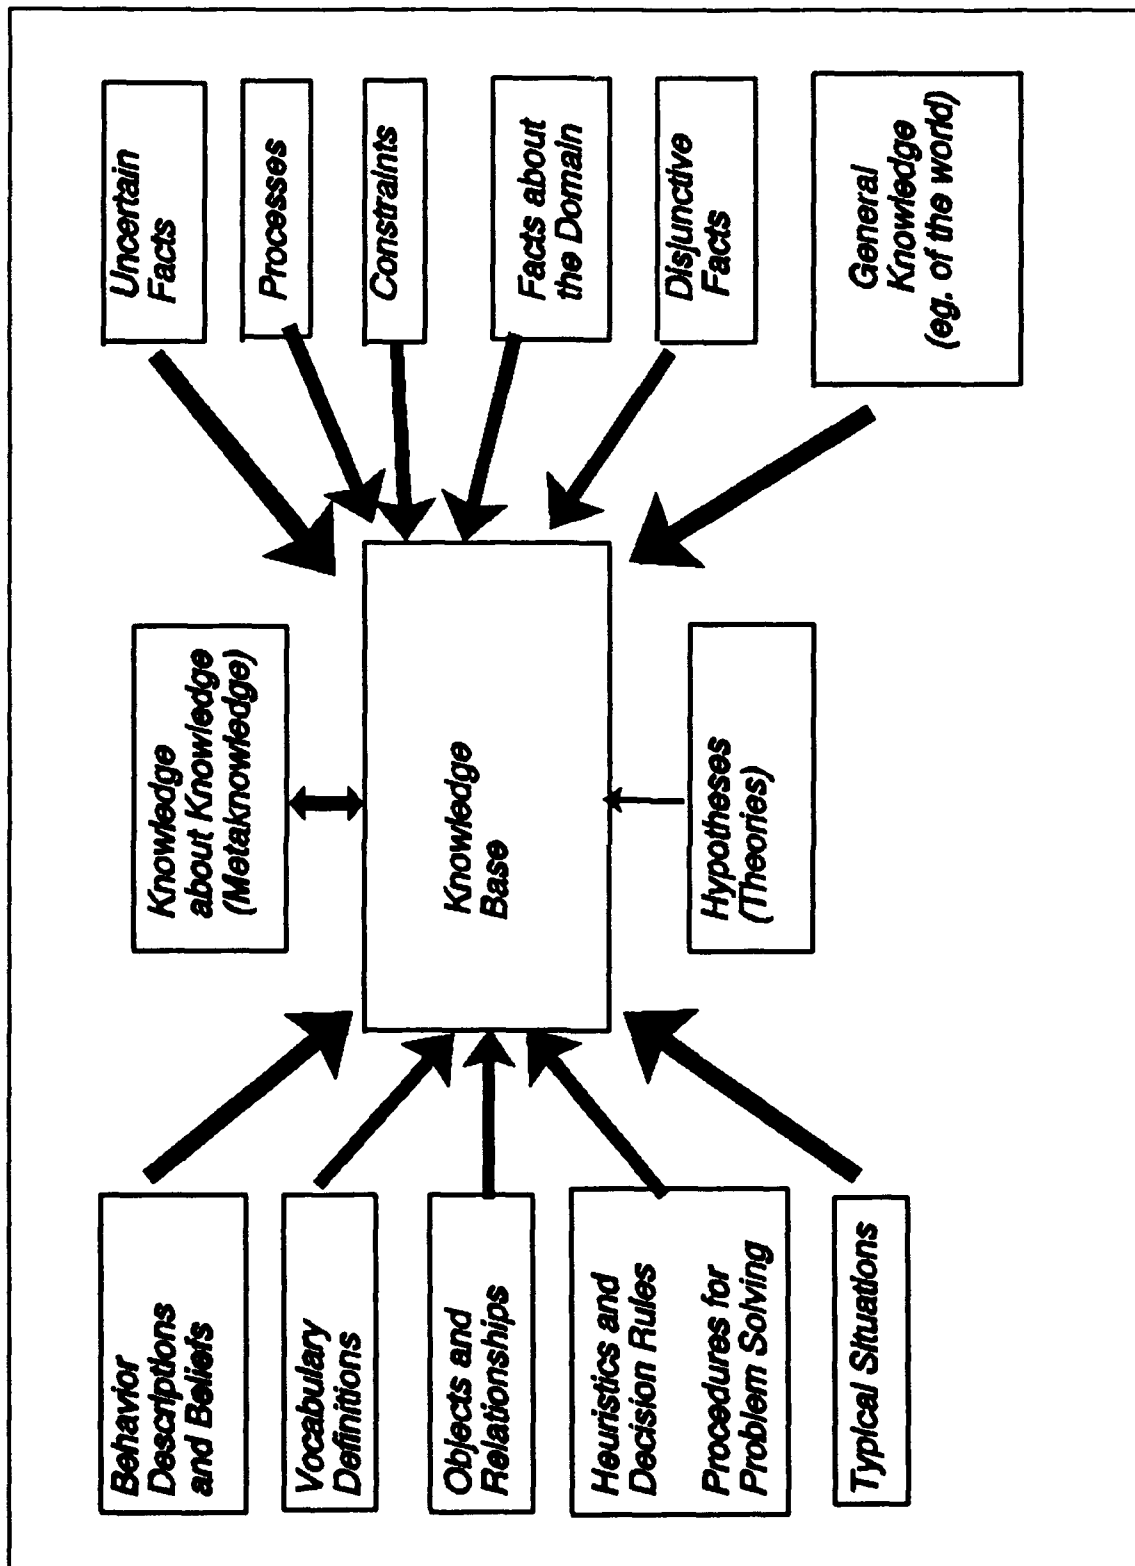 Behavior
Descriptions
and Beliefs
Vocabulary
Definitions
Objects and
Relationships
Heuristics and
Decision Rules
Procedures for
Problem Solving
Typical Situations
Knowledge
about Knowledge
(Metaknowledge)
Knowledge
Base
Hypotheses
(Theories)
Uncertain
Facts
Processes
Constraints
Facts about
the Domain
Disjunctive
Facts
General
Knowledge
(eg. of the world)